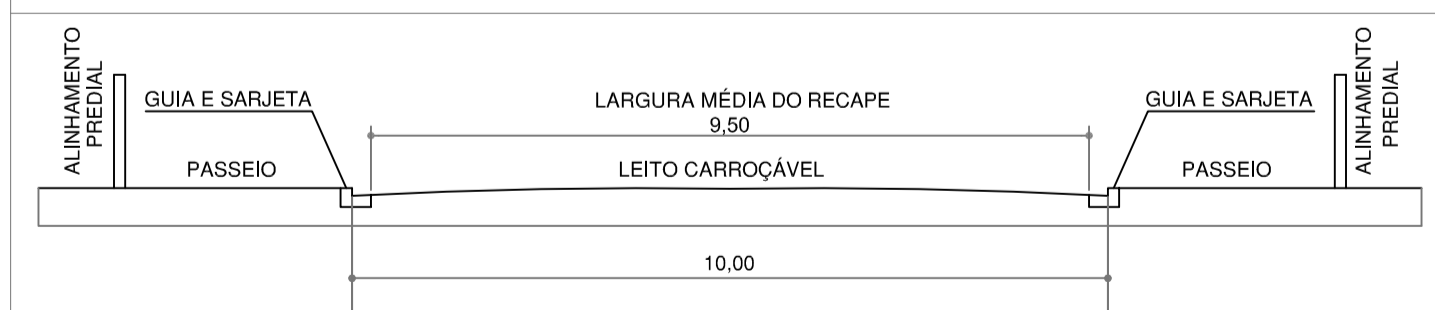 ALINHAMENTO
PREDIAL
GUIA E SARJETA
PASSEIO
LARGURA MÉDIA DO RECAPE
9,50
LEITO CARROÇÁVEL
10,00
GUIA E SARJETA
PASSEIO
ALINHAMENTO
PREDIAL